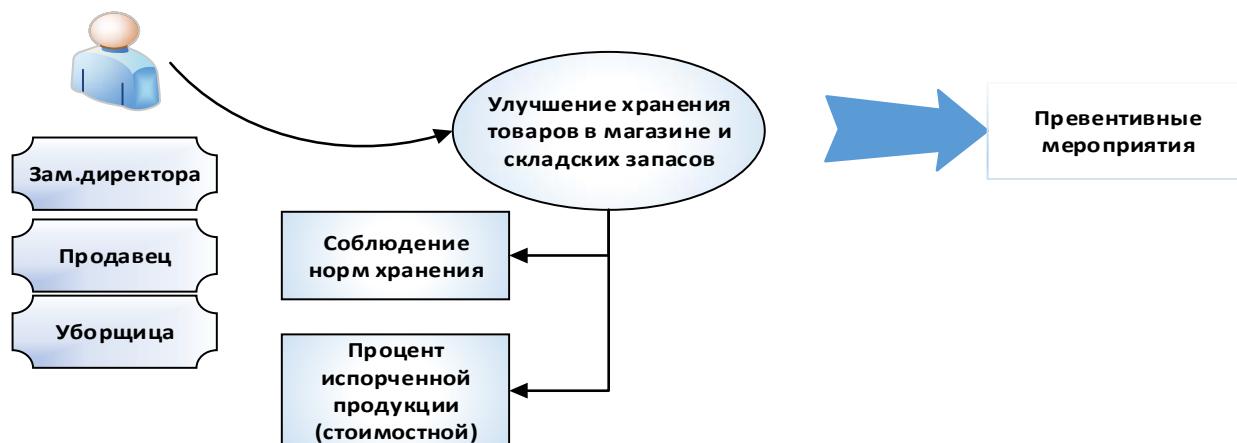 Улучшение хранения
товаров в магазине и
складских запасов
Превентивные
мероприятия
Зам.директора
Продавец
Уборщица
Соблюдение
норм хранения
Процент
испорченной
продукции
(стоимостной)